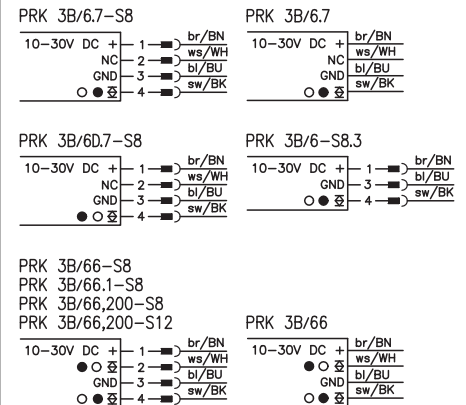 PRK 3B/6.7-S8
10-30V DC + 1 br/BN
NC 2 ws/WH
GND 3 bl/BU
4 sw/BK
PRK 3B/6.7
10-30V DC + br/BN
NC ws/WH
GND bl/BU
sw/BK
PRK 3B/6D.7-S8
10-30V DC + 1 br/BN
NC 2 ws/WH
GND 3 bl/BU
4 sw/BK
PRK 3B/6-S8.3
10-30V DC + 1 br/BN
GND 3 bl/BU
4 sw/BK
PRK 3B/66-S8
PRK 3B/66.1-S8
PRK 3B/66,200-S8
PRK 3B/66,200-S12
10-30V DC + 1 br/BN
2 ws/WH
GND 3 bl/BU
4 sw/BK
PRK 3B/66
10-30V DC + br/BN
ws/WH
GND bl/BU
sw/BK